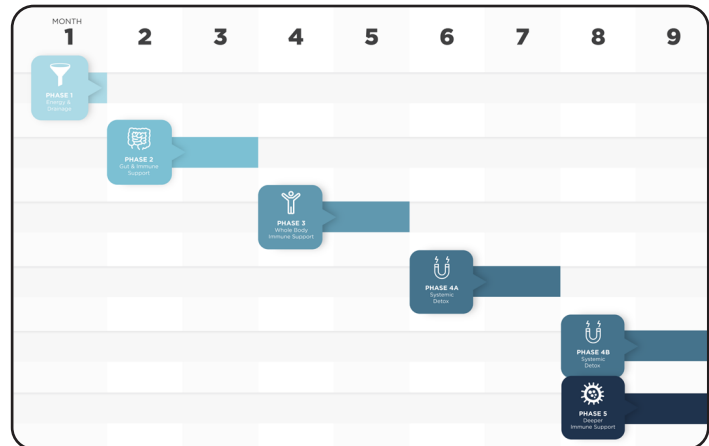 MONTH
1 2 3 4 5 6 7 8 9
PHASE 1
Energy &
Drainage
PHASE 2
Gut & Immune
Support
PHASE 3
Whole Body
Immune Support
PHASE 4A
Systemic
Detox
PHASE 4B
Systemic
Detox
PHASE 5
Deeper
Immune Support